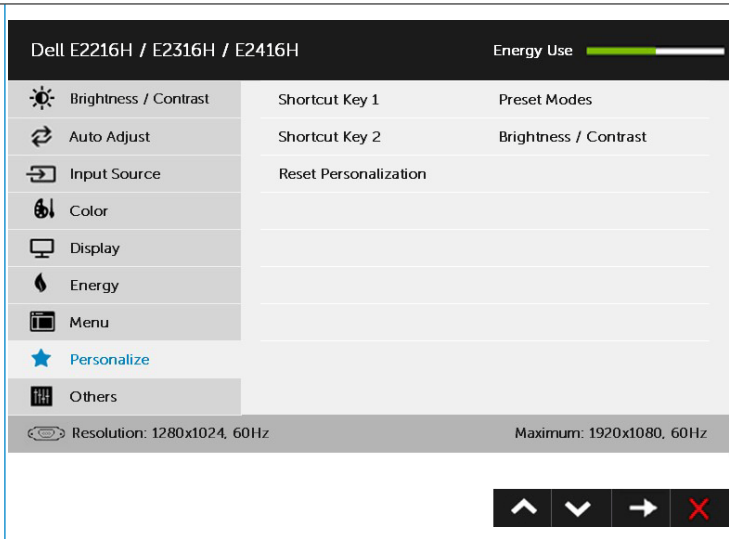 Dell E2216H / E2316H / E2416H Energy Use
Brightness / Contrast Shortcut Key 1 Preset Modes
Auto Adjust Shortcut Key 2 Brightness / Contrast
Input Source Reset Personalization
Color
Display
Energy
Menu
Personalize
Others
Resolution: 1280x1024, 60Hz Maximum: 1920x1080, 60Hz